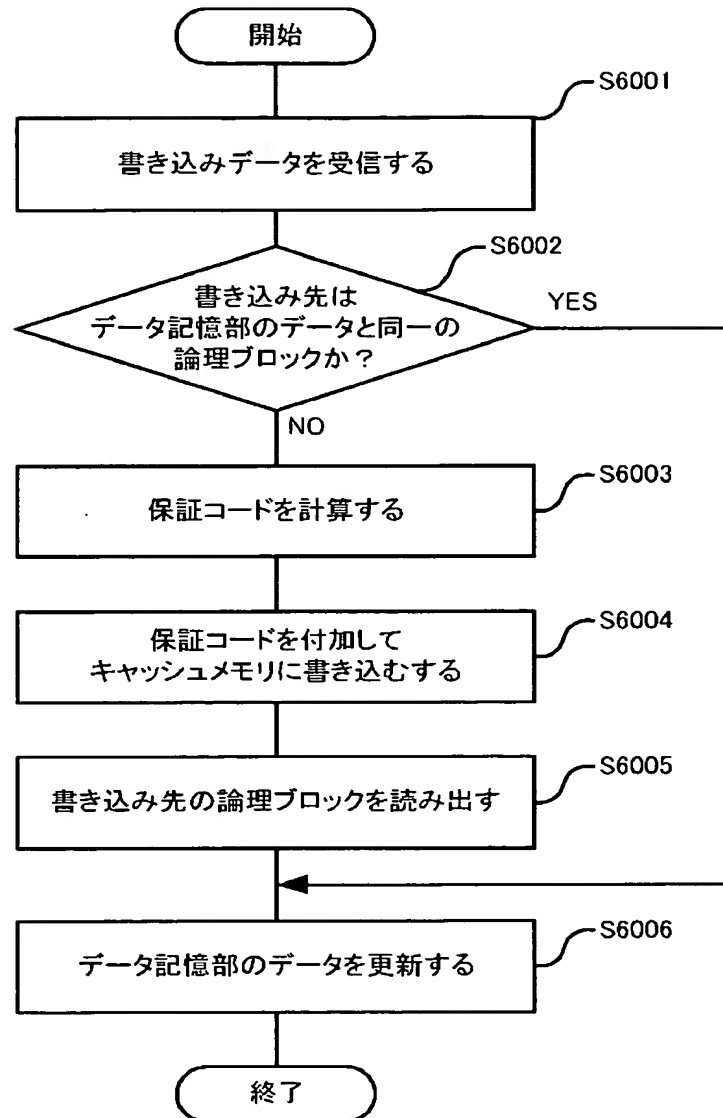 開始
S6001
書き込みデータを受信する
S6002
書き込み先は
データ記憶部のデータと同一の
論理ブロックか？
YES
NO
S6003
保証コードを計算する
S6004
保証コードを付加して
キャッシュメモリに書き込むする
S6005
書き込み先の論理ブロックを読み出す
S6006
データ記憶部のデータを更新する
終了